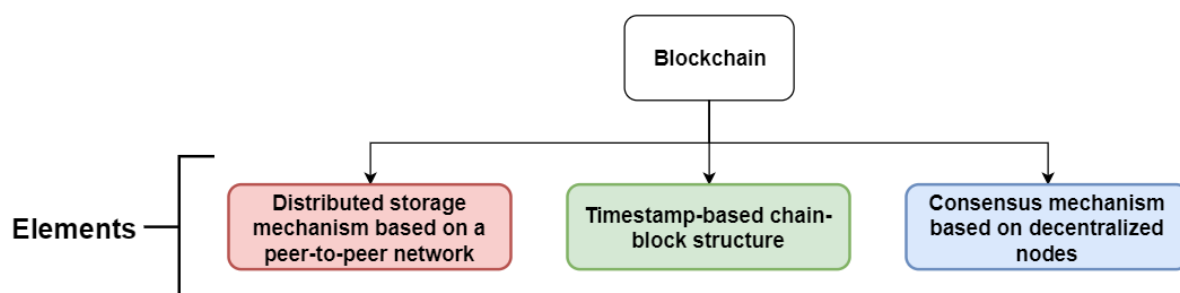 Blockchain
Elements
Distributed storage
mechanism based on a
peer-to-peer network
Timestamp-based chain-
block structure
Consensus mechanism
based on decentralized
nodes